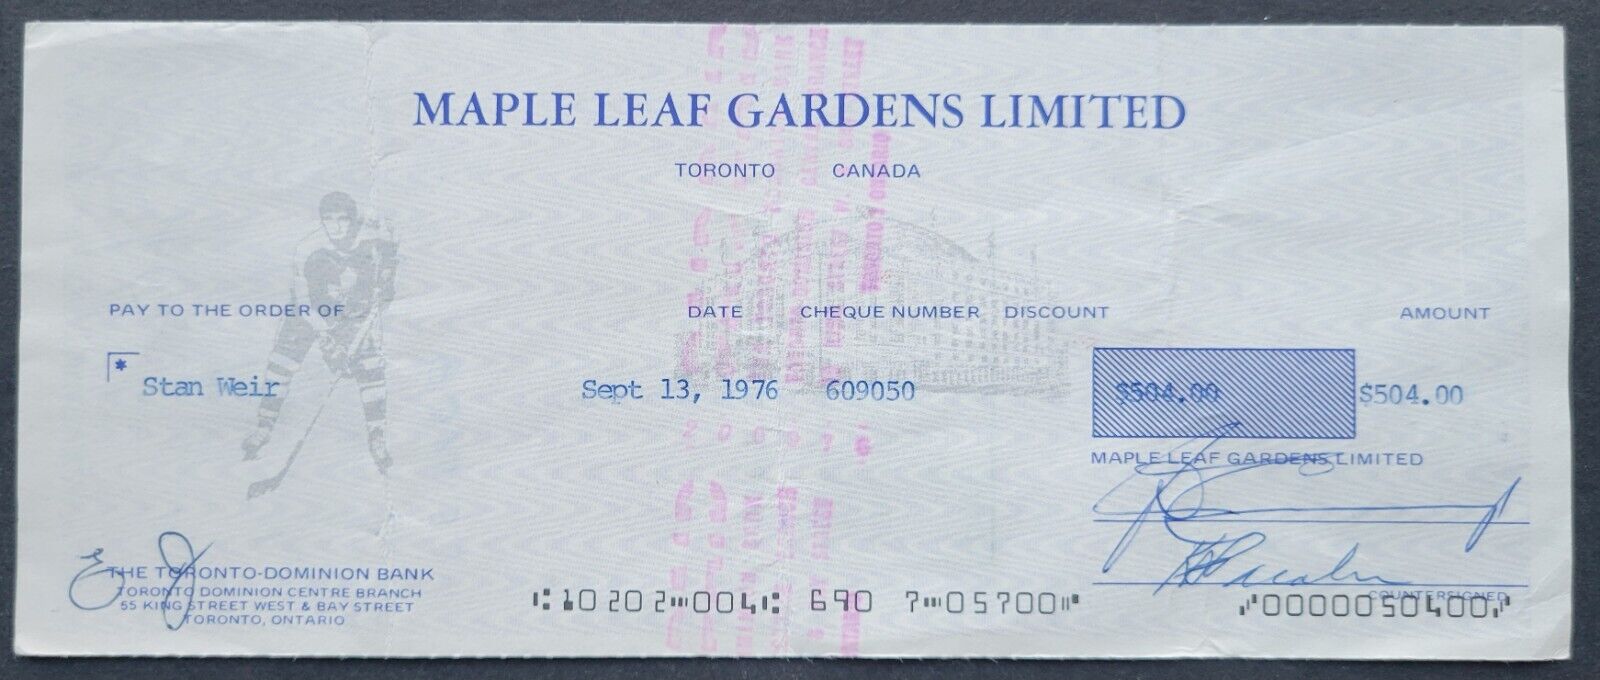 MAPLE LEAF GARDENS LIMITED
TORONTO CANADA
PAY TO THE ORDER OF DATE CHEQUE NUMBER DISCOUNT AMOUNT
* Stan Weir Sept 13, 1976 609050 $504.00 $504.00
MAPLE LEAF GARDENS LIMITED
THE TORONTO-DOMINION BANK
TORONTO DOMINION CENTRE BRANCH
55 KING STREET WEST & BAY STREET
TORONTO, ONTARIO
COUNTERSIGNED
⑆10202⑉004⑆ 690 7⑉05700⑈ ⑇0000050400⑇